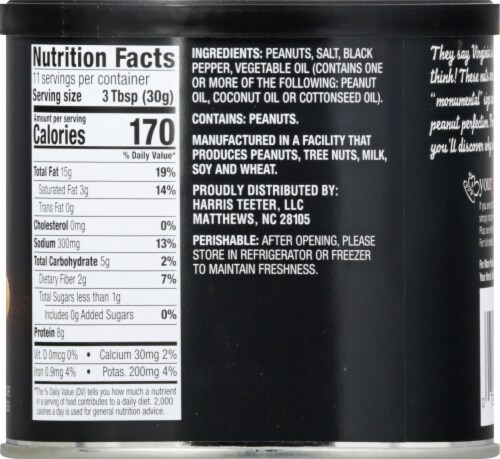 Nutrition Facts
11 servings per container
Serving size 3 Tbsp (30g)
Amount per serving
Calories 170
% Daily Value*
Total Fat 15g 19%
Saturated Fat 3g 14%
Trans Fat 0g
Cholesterol 0mg 0%
Sodium 300mg 13%
Total Carbohydrate 5g 2%
Dietary Fiber 2g 7%
Total Sugars less than 1g
Includes 0g Added Sugars 0%
Protein 8g
Vit. D 0mcg 0% • Calcium 30mg 2%
Iron 0.9mg 4% • Potas. 200mg 4%
*The % Daily Value (DV) tells you how much a nutrient
in a serving of food contributes to a daily diet. 2,000
calories a day is used for general nutrition advice.
INGREDIENTS: PEANUTS, SALT, BLACK
PEPPER, VEGETABLE OIL (CONTAINS ONE
OR MORE OF THE FOLLOWING: PEANUT
OIL, COCONUT OIL OR COTTONSEED OIL).
CONTAINS: PEANUTS.
MANUFACTURED IN A FACILITY THAT
PRODUCES PEANUTS, TREE NUTS, MILK,
SOY AND WHEAT.
PROUDLY DISTRIBUTED BY:
HARRIS TEETER, LLC
MATTHEWS, NC 28105
PERISHABLE: AFTER OPENING, PLEASE
STORE IN REFRIGERATOR OR FREEZER
TO MAINTAIN FRESHNESS.
They say Virginia
think! These nuts
"monumental"
peanut perfection.
you'll discover
your